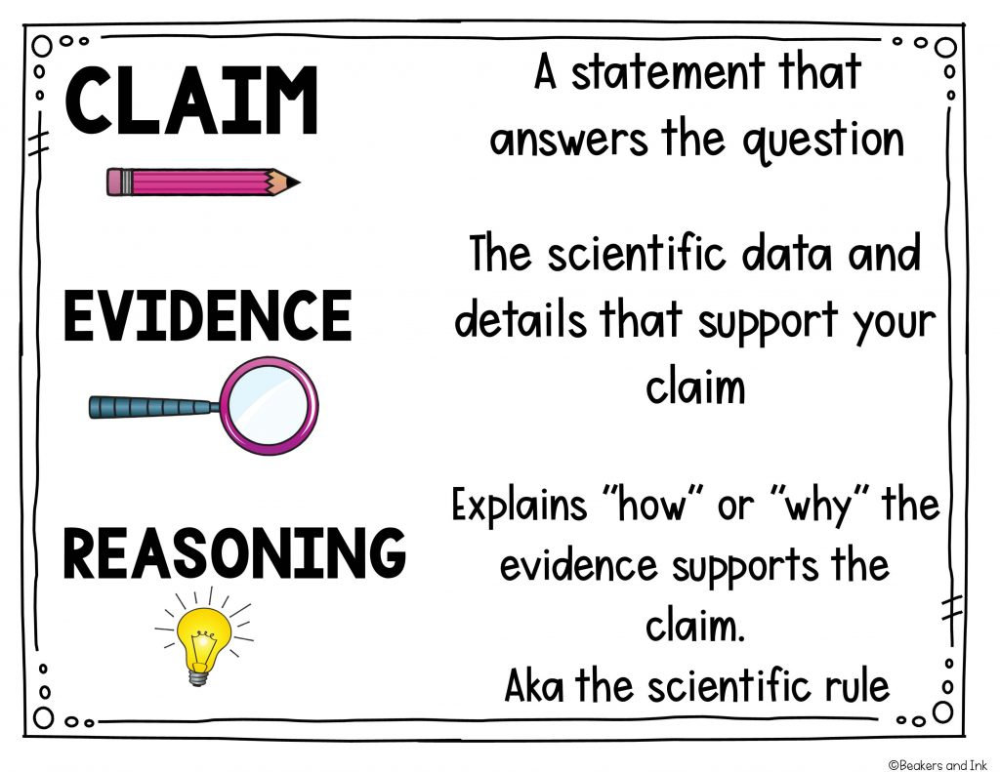 CLAIM
A statement that
answers the question
EVIDENCE
The scientific data and
details that support your
claim
REASONING
Explains "how" or "why" the
evidence supports the
claim.
Aka the scientific rule
©Beakers and Ink